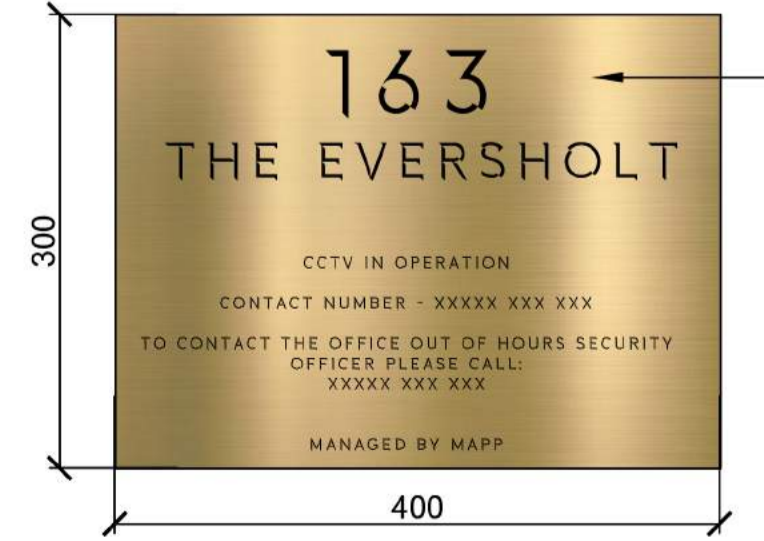 163
THE EVERSHOLT
CCTV IN OPERATION
CONTACT NUMBER - XXXXX XXX XXX
TO CONTACT THE OFFICE OUT OF HOURS SECURITY
OFFICER PLEASE CALL:
XXXXX XXX XXX
MANAGED BY MAPP
300
400